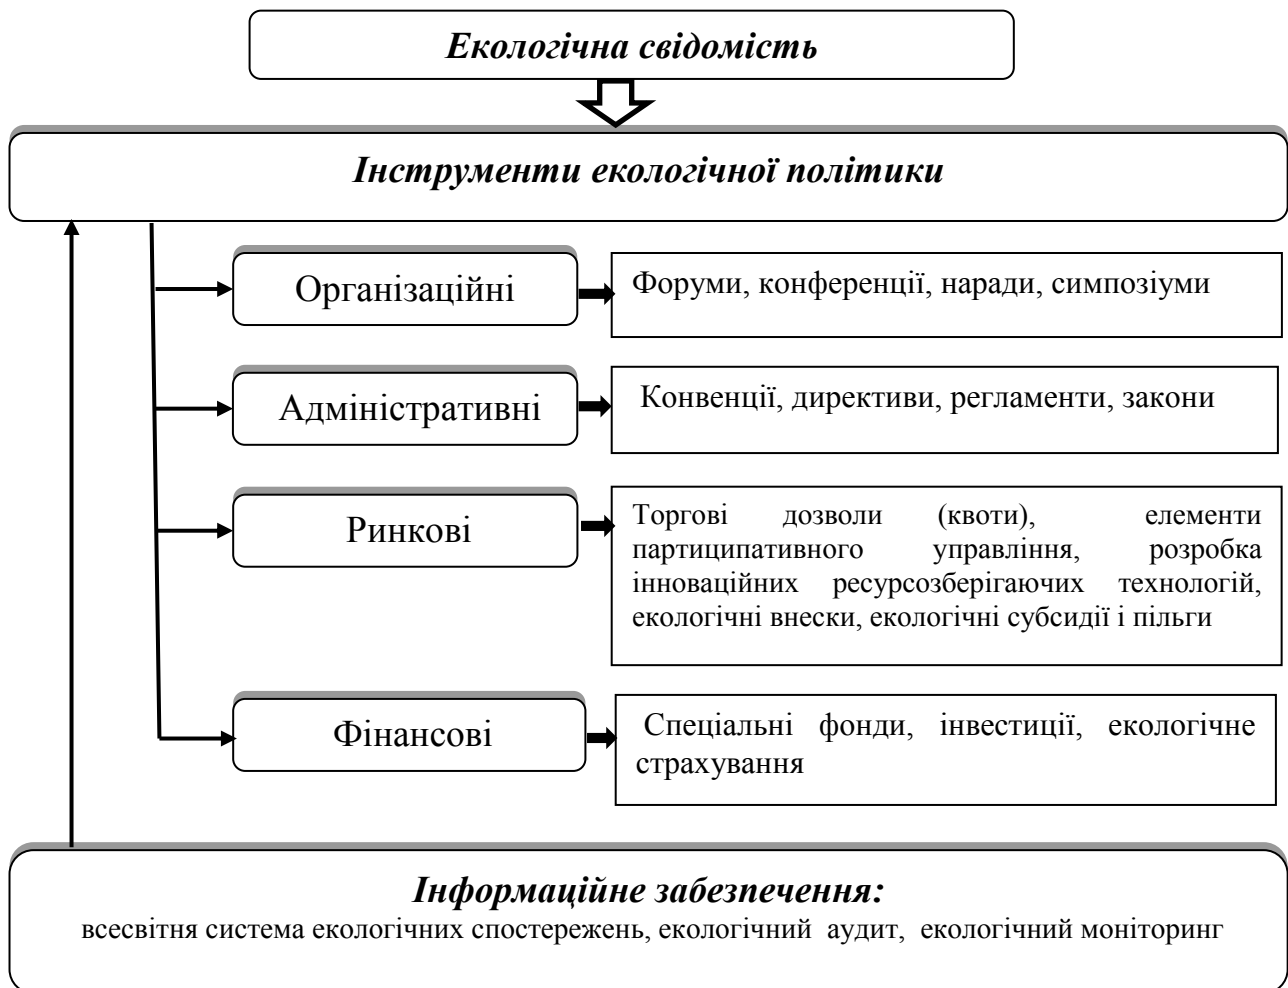 Екологічна свідомість
Інструменти екологічної політики
Організаційні
Форуми, конференції, наради, симпозіуми
Адміністративні
Конвенції, директиви, регламенти, закони
Ринкові
Торгові дозволи (квоти), елементи
партиципативного управління, розробка
інноваційних ресурсозберігаючих технологій,
екологічні внески, екологічні субсидії і пільги
Фінансові
Спеціальні фонди, інвестиції, екологічне
страхування
Інформаційне забезпечення:
всесвітня система екологічних спостережень, екологічний аудит, екологічний моніторинг